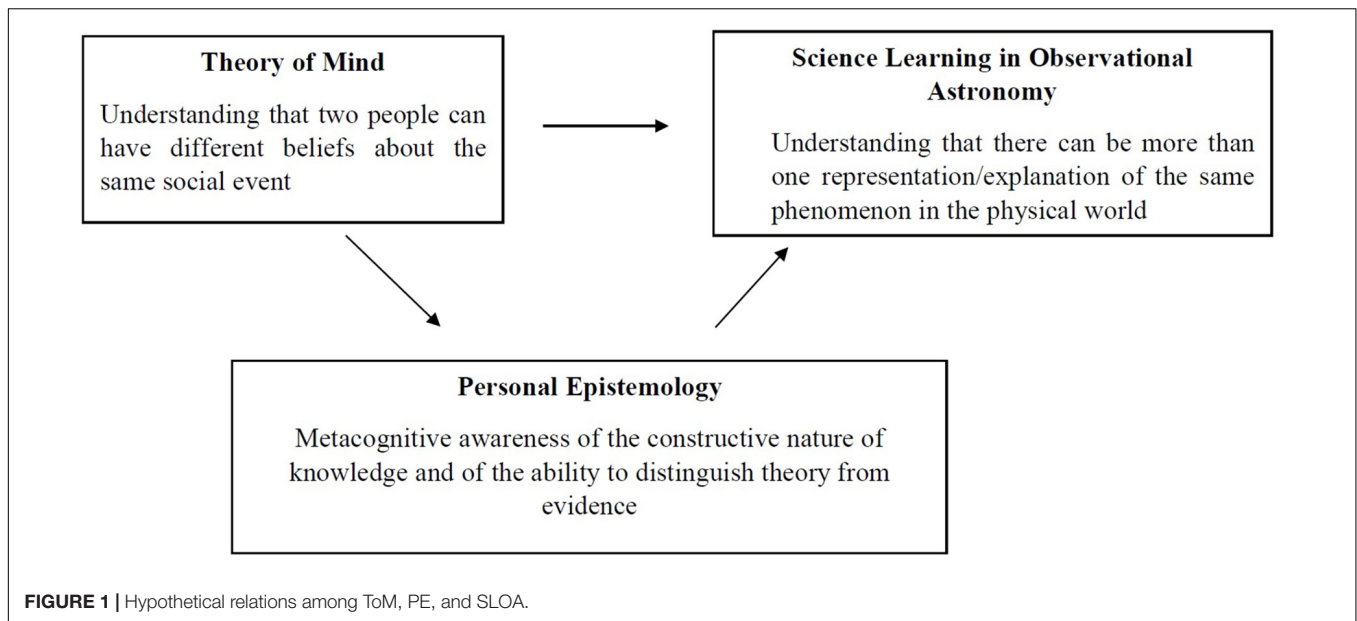 Theory of Mind
Understanding that two people can
have different beliefs about the
same social event
Science Learning in Observational
Astronomy
Understanding that there can be more
than one representation/explanation of the same
phenomenon in the physical world
Personal Epistemology
Metacognitive awareness of the constructive nature of
knowledge and of the ability to distinguish theory from
evidence
FIGURE 1 | Hypothetical relations among ToM, PE, and SLOA.